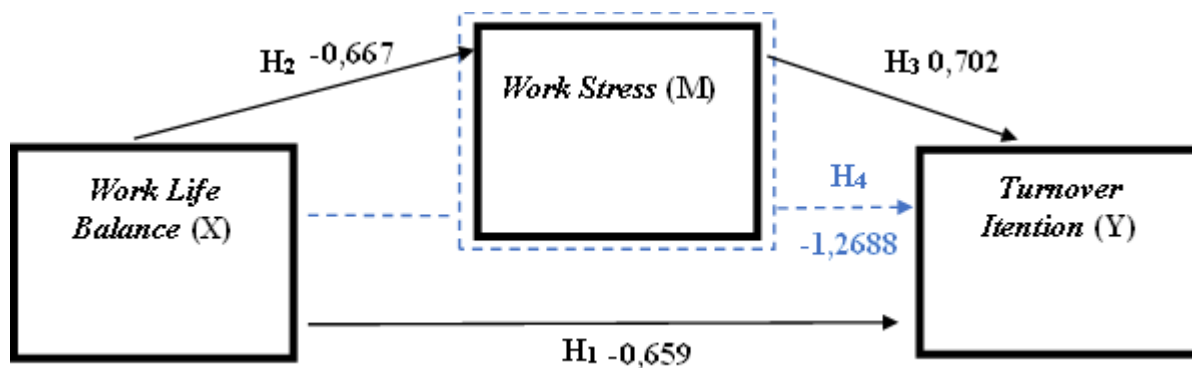 H2 -0,667
Work Stress (M)
H3 0,702
Work Life
Balance (X)
H4
-1,2688
Turnover
Itention (Y)
H1 -0,659